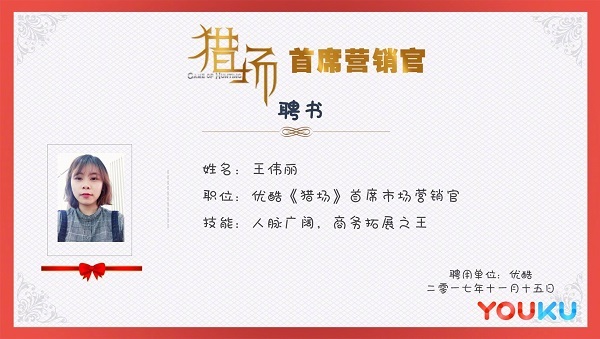 猎场
GAME OF HUNTING
首席营销官
聘书
姓名：王伟丽
职位：优酷《猎场》首席市场营销官
技能：人脉广阔，商务拓展之王
聘用单位：优酷
二零一七年十一月十五日
YOUKU